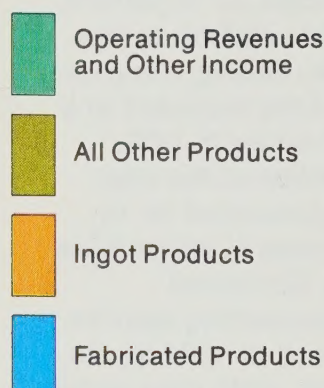 Operating Revenues
and Other Income
All Other Products
Ingot Products
Fabricated Products